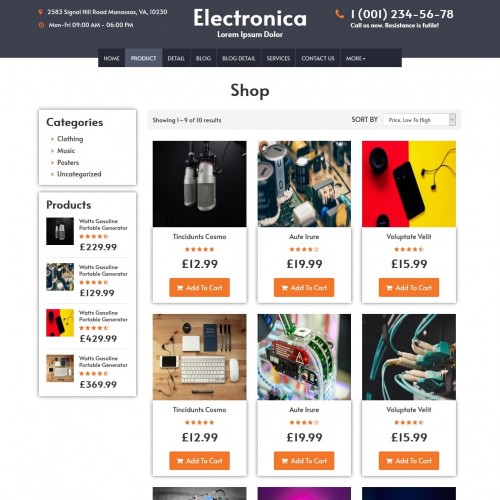 2583 Signal Hill Road Manassas, VA, 10230
Mon-Fri 09:00 AM - 06:00 PM
Electronica
Lorem Ipsum Dolor
1 (001) 234-56-78
Call us now. Resistance is futile!
HOME PRODUCT DETAIL BLOG BLOG DETAIL SERVICES CONTACT US MORE
Shop
Categories
Clothing
Music
Posters
Uncategorized
Products
Watts Gasoline
Portable Generator
£229.99
Watts Gasoline
Portable Generator
£129.99
Watts Gasoline
Portable Generator
£429.99
Watts Gasoline
Portable Generator
£369.99
Showing 1–9 of 10 results
SORT BY Price, Low To High
Tincidunts Cosmo Aute Irure Voluptate Velit
£12.99 £19.99 £15.99
Add To Cart Add To Cart Add To Cart
Tincidunts Cosmo Aute Irure Voluptate Velit
£12.99 £19.99 £15.99
Add To Cart Add To Cart Add To Cart